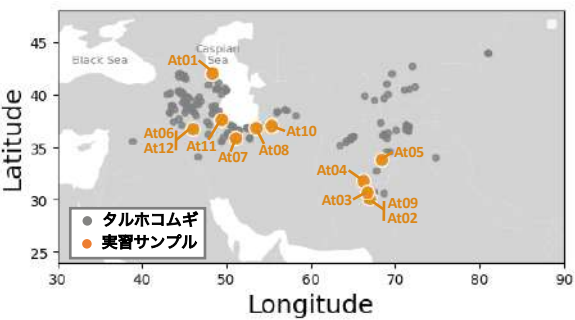 45
40
35
30
25
30
40
50
60
70
80
90
Latitude
Longitude
Black Sea
Caspian
Sea
At01
At06
At12
At11
At07
At08
At10
At04
At05
At03
At09
At02
タルホコムギ
実習サンプル